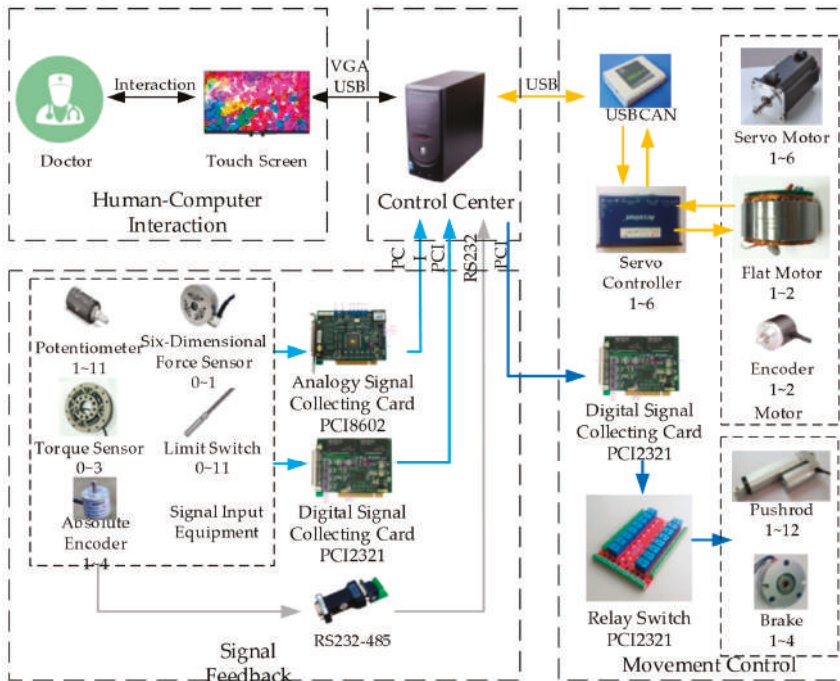 Interaction
Doctor
Touch Screen
Human-Computer
Interaction
VGA
USB
Control Center
USB
USBCAN
Servo
Controller
1~6
Servo Motor
1~6
Flat Motor
1~2
Encoder
1~2
Motor
PC
I
PCI
RS232
PCI
Potentiometer
1~11
Six-Dimensional
Force Sensor
0~1
Torque Sensor
0~3
Limit Switch
0~11
Absolute
Encoder
1~4
Signal Input
Equipment
Analogy Signal
Collecting Card
PCI8602
Digital Signal
Collecting Card
PCI2321
RS232-485
Signal
Feedback
Digital Signal
Collecting Card
PCI2321
Relay Switch
PCI2321
Pushrod
1~12
Brake
1~4
Movement Control